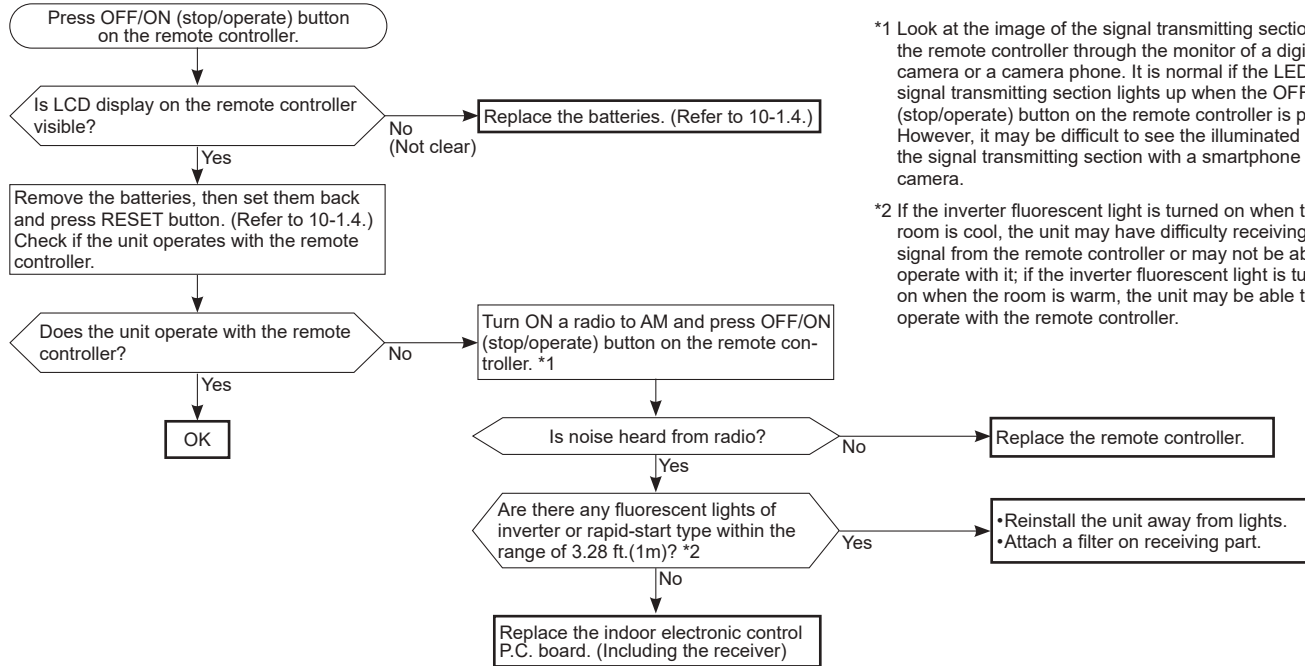 Press OFF/ON (stop/operate) button
on the remote controller.
Is LCD display on the remote controller
visible?
No
(Not clear)
Replace the batteries. (Refer to 10-1.4.)
Yes
Remove the batteries, then set them back
and press RESET button. (Refer to 10-1.4.)
Check if the unit operates with the remote
controller.
Does the unit operate with the remote
controller?
No
Yes
OK
Turn ON a radio to AM and press OFF/ON
(stop/operate) button on the remote con-
troller. *1
Is noise heard from radio?
No
Replace the remote controller.
Yes
Are there any fluorescent lights of
inverter or rapid-start type within the
range of 3.28 ft.(1m)? *2
Yes
•Reinstall the unit away from lights.
•Attach a filter on receiving part.
No
Replace the indoor electronic control
P.C. board. (Including the receiver)
*1 Look at the image of the signal transmitting
the remote controller through the monitor of a
camera or a camera phone. It is normal if the LED
signal transmitting section lights up when the
(stop/operate) button on the remote controller is
However, it may be difficult to see the illuminated
the signal transmitting section with a smartphone
camera.
*2 If the inverter fluorescent light is turned on when
room is cool, the unit may have difficulty receiving
signal from the remote controller or may not be
operate with it; if the inverter fluorescent light is
on when the room is warm, the unit may be able
operate with the remote controller.